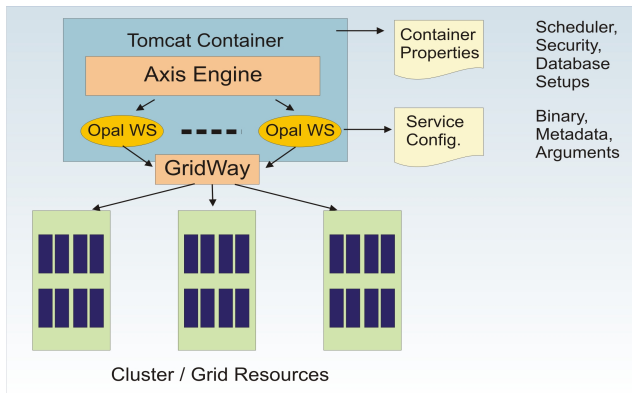 Tomcat Container
Axis Engine
Opal WS
Opal WS
GridWay
Container
Properties
Scheduler,
Security,
Database
Setups
Service
Config.
Binary,
Metadata,
Arguments
Cluster / Grid Resources